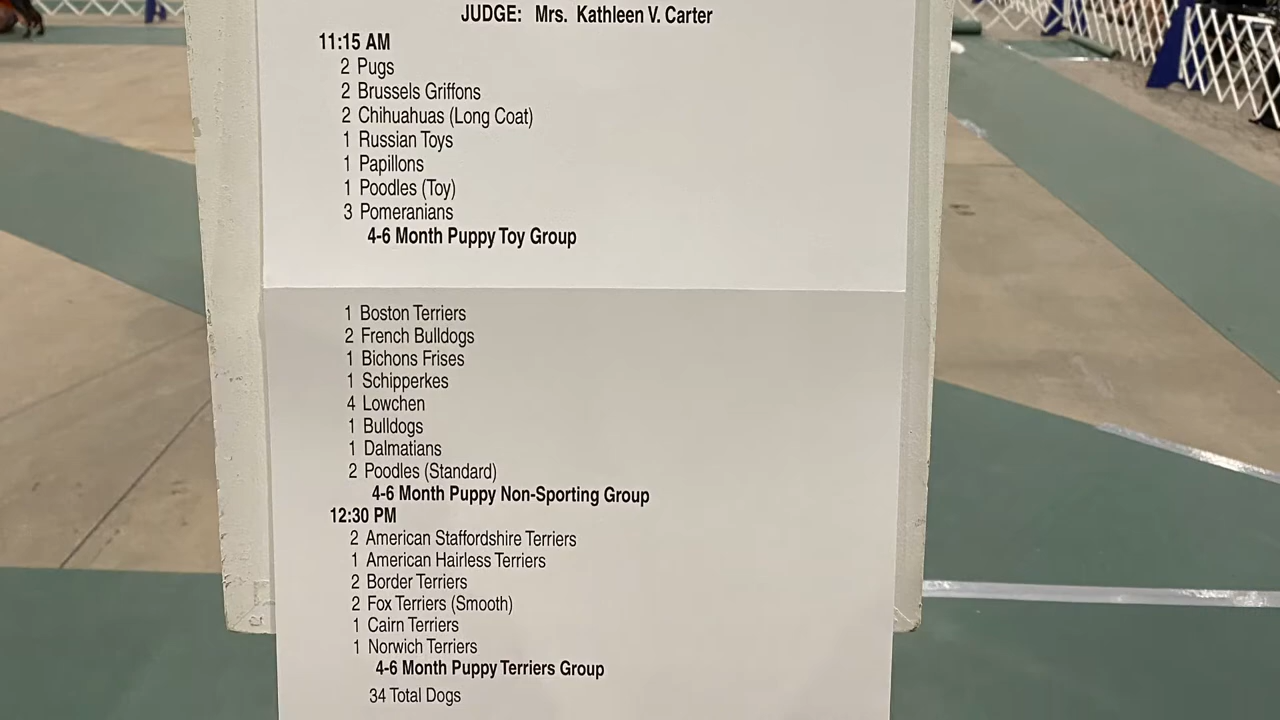 JUDGE: Mrs. Kathleen V. Carter
11:15 AM
2 Pugs
2 Brussels Griffons
2 Chihuahuas (Long Coat)
1 Russian Toys
1 Papillons
1 Poodles (Toy)
3 Pomeranians
4-6 Month Puppy Toy Group
1 Boston Terriers
2 French Bulldogs
1 Bichons Frises
1 Schipperkes
4 Lowchen
1 Bulldogs
1 Dalmatians
2 Poodles (Standard)
4-6 Month Puppy Non-Sporting Group
12:30 PM
2 American Staffordshire Terriers
1 American Hairless Terriers
2 Border Terriers
2 Fox Terriers (Smooth)
1 Cairn Terriers
1 Norwich Terriers
4-6 Month Puppy Terriers Group
34 Total Dogs